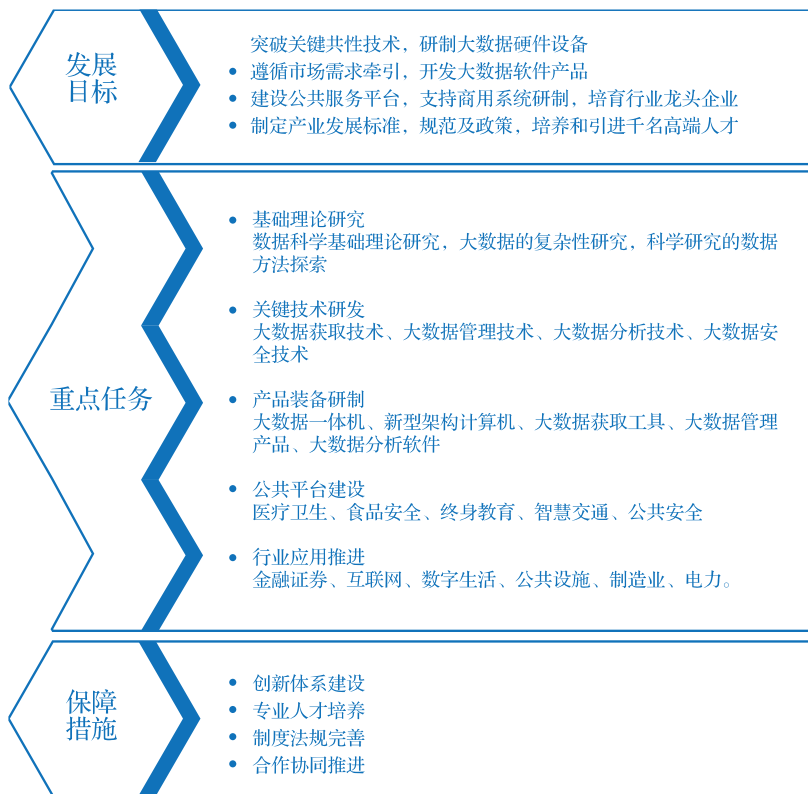 发展
目标
突破关键共性技术，研制大数据硬件设备
● 遵循市场需求牵引，开发大数据软件产品
● 建设公共服务平台，支持商用系统研制，培育行业龙头企业
● 制定产业发展标准，规范及政策，培养和引进千名高端人才
重点任务
● 基础理论研究
数据科学基础理论研究，大数据的复杂性研究，科学研究的数据
方法探索
● 关键技术研发
大数据获取技术、大数据管理技术、大数据分析技术、大数据安
全技术
● 产品装备研制
大数据一体机、新型架构计算机、大数据获取工具、大数据管理
产品、大数据分析软件
● 公共平台建设
医疗卫生、食品安全、终身教育、智慧交通、公共安全
● 行业应用推进
金融证券、互联网、数字生活、公共设施、制造业、电力。
保障
措施
● 创新体系建设
● 专业人才培养
● 制度法规完善
● 合作协同推进